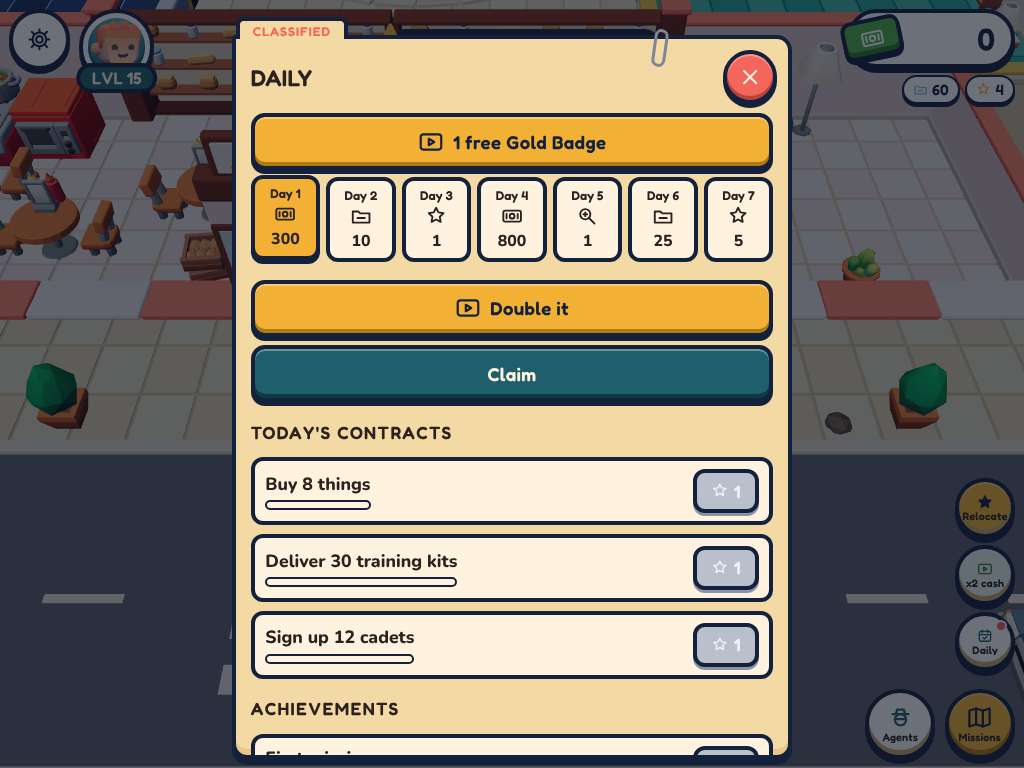 CLASSIFIED
DAILY
LVL 15
0
60
4
1 free Gold Badge
Day 1
300
Day 2
10
Day 3
1
Day 4
800
Day 5
1
Day 6
25
Day 7
5
Double it
Claim
TODAY'S CONTRACTS
Buy 8 things
1
Deliver 30 training kits
1
Sign up 12 cadets
1
ACHIEVEMENTS
Relocate
x2 cash
Daily
Agents
Missions